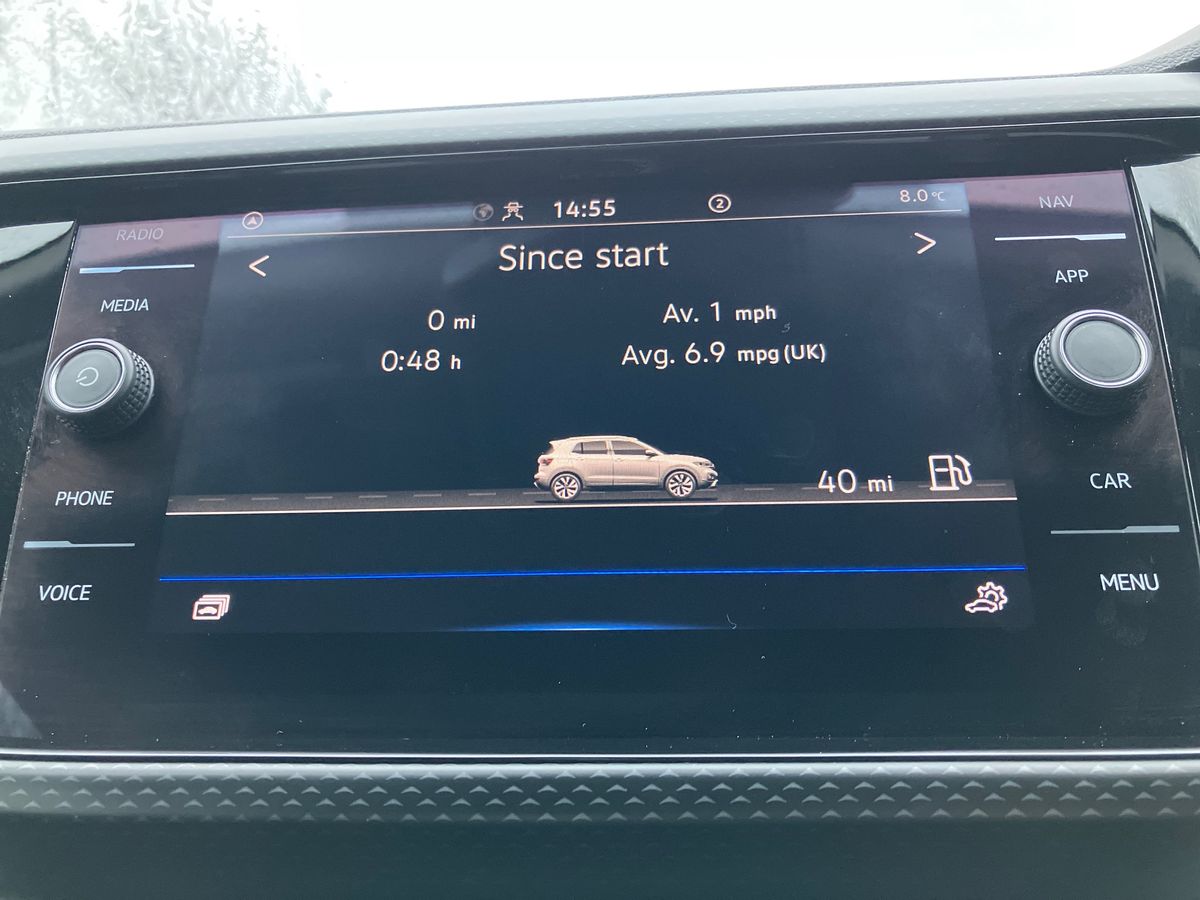 14:55
2
8.0°C
RADIO
NAV
Since start
<
>
MEDIA
APP
0 mi
Av. 1 mph
0:48 h
Avg. 6.9 mpg (UK)
PHONE
40 mi
CAR
VOICE
MENU